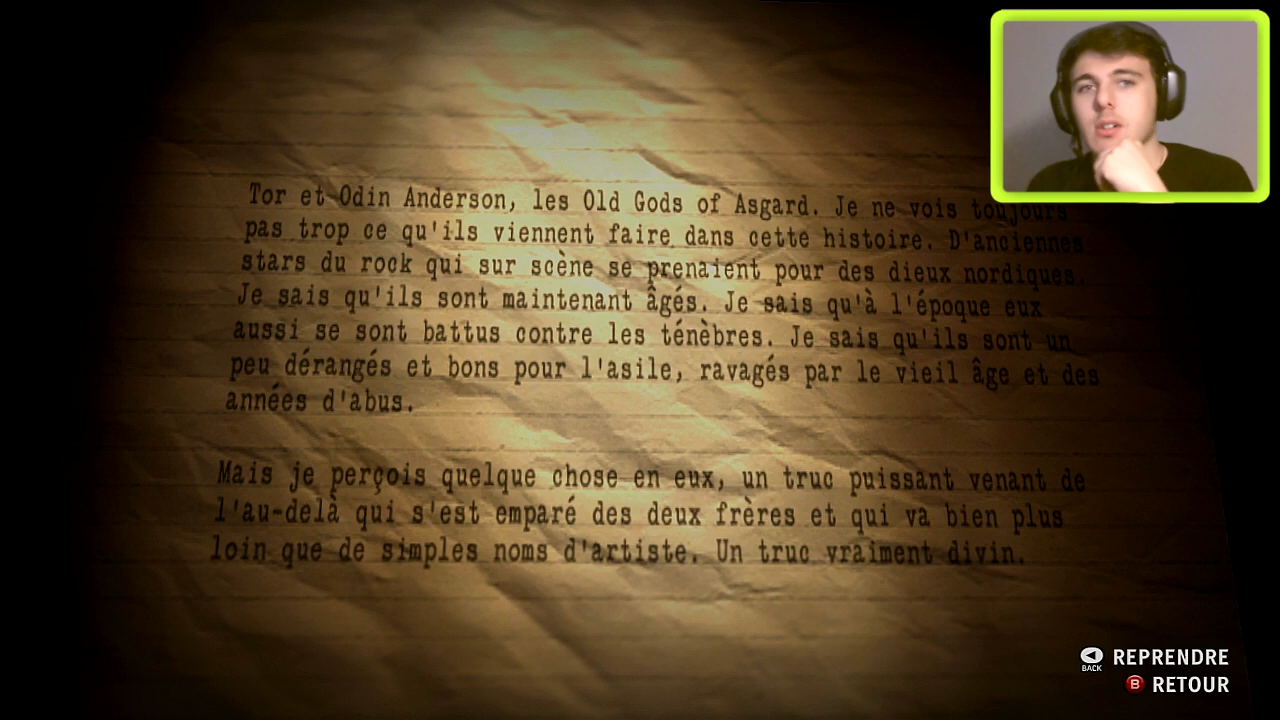 Tor et Odin Anderson, les Old Gods of Asgard. Je ne vois toujours
pas trop ce qu'ils viennent faire dans cette histoire. D'anciennes
stars du rock qui sur scène se prenaient pour des dieux nordiques.
Je sais qu'ils sont maintenant âgés. Je sais qu'à l'époque eux
aussi se sont battus contre les ténèbres. Je sais qu'ils sont un
peu dérangés et bons pour l'asile, ravagés par le vieil âge et des
années d'abus.
Mais je perçois quelque chose en eux, un truc puissant venant de
l'au-delà qui s'est emparé des deux frères et qui va bien plus
loin que de simples noms d'artiste. Un truc vraiment divin.
BACK REPRENDRE
B RETOUR